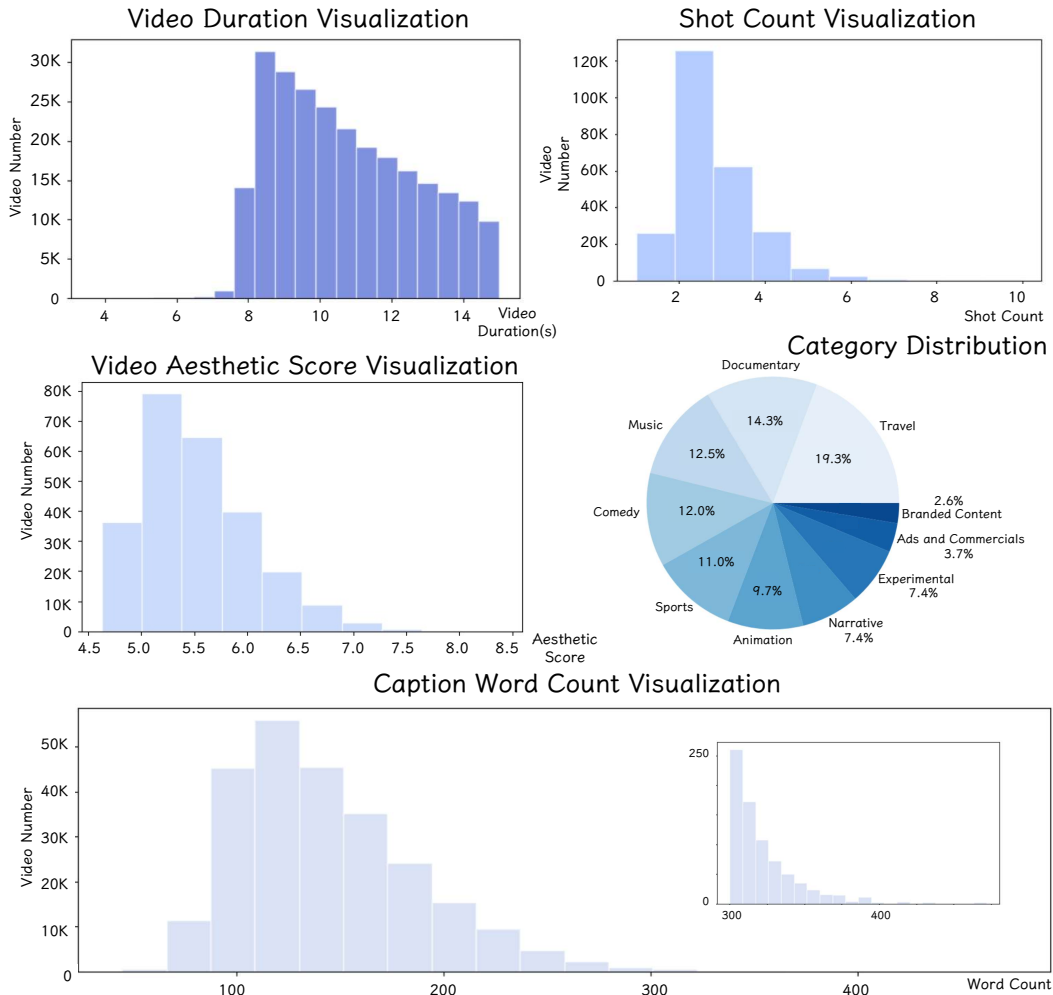 Video Duration Visualization
30K
25K
20K
15K
10K
5K
0
Video Number
4 6 8 10 12 14
Video
Duration(s)
Shot Count Visualization
120K
100K
80K
60K
40K
20K
0
Video
Number
2 4 6 8 10
Shot Count
Video Aesthetic Score Visualization
80K
70K
60K
50K
40K
30K
20K
10K
0
Video Number
4.5 5.0 5.5 6.0 6.5 7.0 7.5 8.0 8.5
Aesthetic
Score
Category Distribution
Documentary
14.3%
Travel
19.3%
Music
12.5%
Comedy
12.0%
Sports
11.0%
Animation
9.7%
Narrative
7.4%
Experimental
7.4%
Ads and Commercials
3.7%
2.6%
Branded Content
Caption Word Count Visualization
50K
40K
30K
20K
10K
0
Video Number
100 200 300 400
Word Count
250
0
300 400